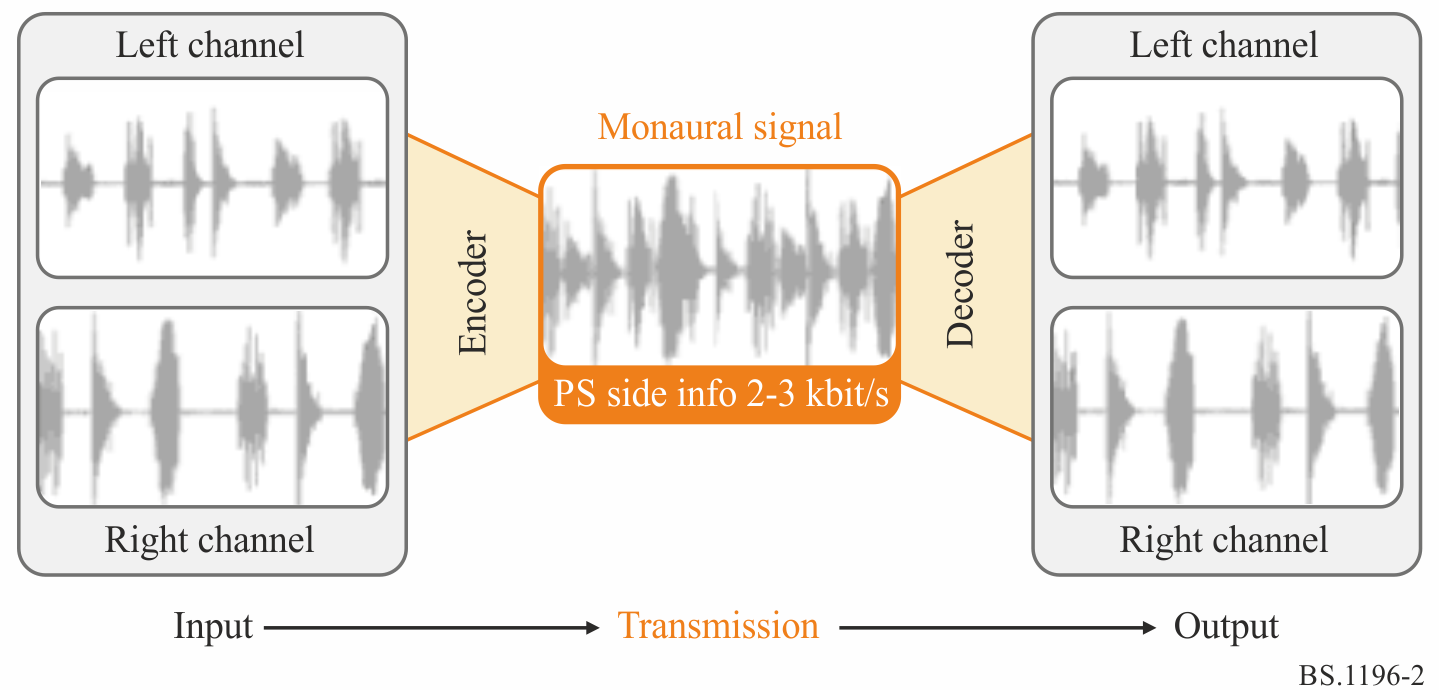 Left channel
Right channel
Encoder
Monaural signal
PS side info 2-3 kbit/s
Decoder
Left channel
Right channel
Input
Transmission
Output
BS.1196-2